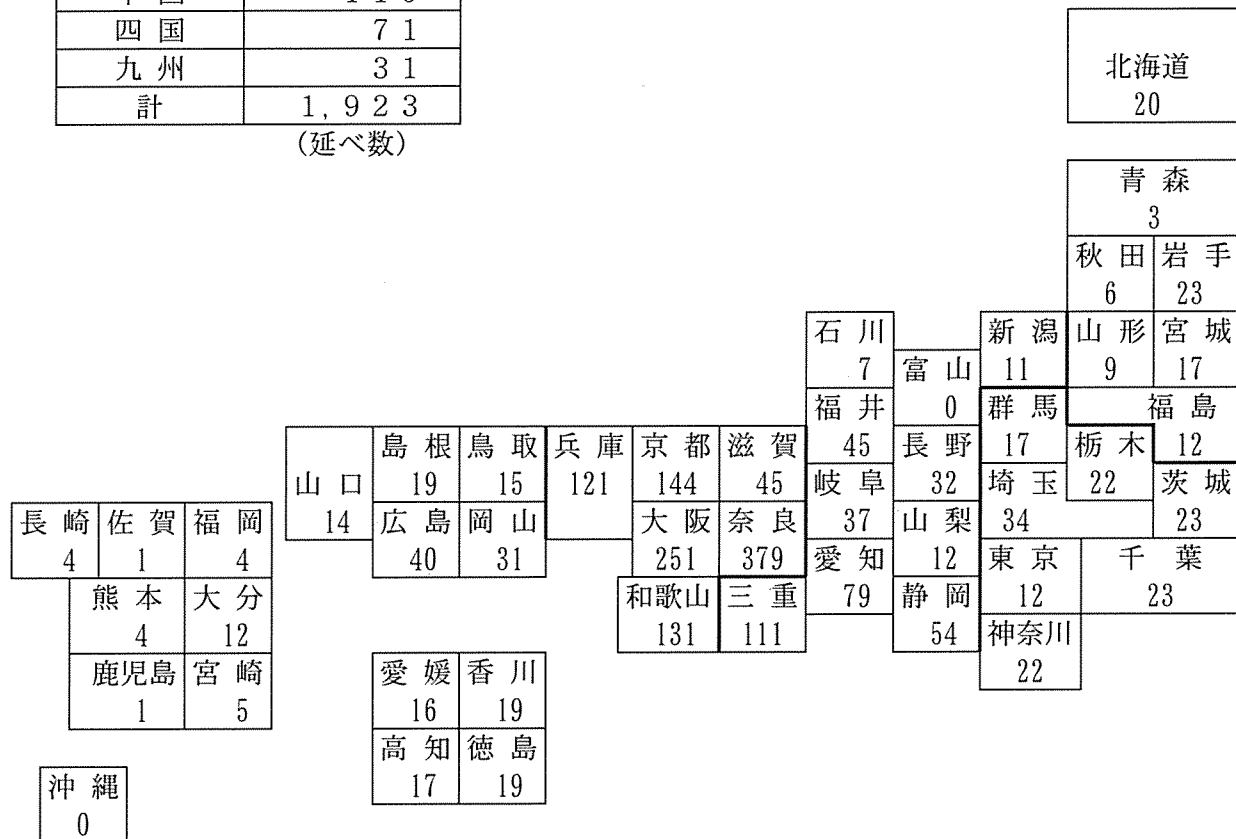 四国 71
九州 31
計 1,923
(延べ数)
北海道
20
青森
3
秋田 岩手
6 23
石川 新潟 山形 宮城
7 富山 11 9 17
福井 0 群馬 福島
島根 鳥取 兵庫 京都 滋賀 45 長野 17 栃木 12
山口 19 15 121 144 45 岐阜 32 埼玉 22 茨城
長崎 佐賀 福岡 14 広島 岡山 大阪 奈良 37 山梨 34 23
4 1 4 40 31 251 379 愛知 12 東京 千葉
熊本 大分 和歌山 三重 79 静岡 12 23
4 12 131 111 54 神奈川
鹿児島 宮崎 愛媛 香川 22
1 5 16 19
高知 徳島
沖縄 17 19
0